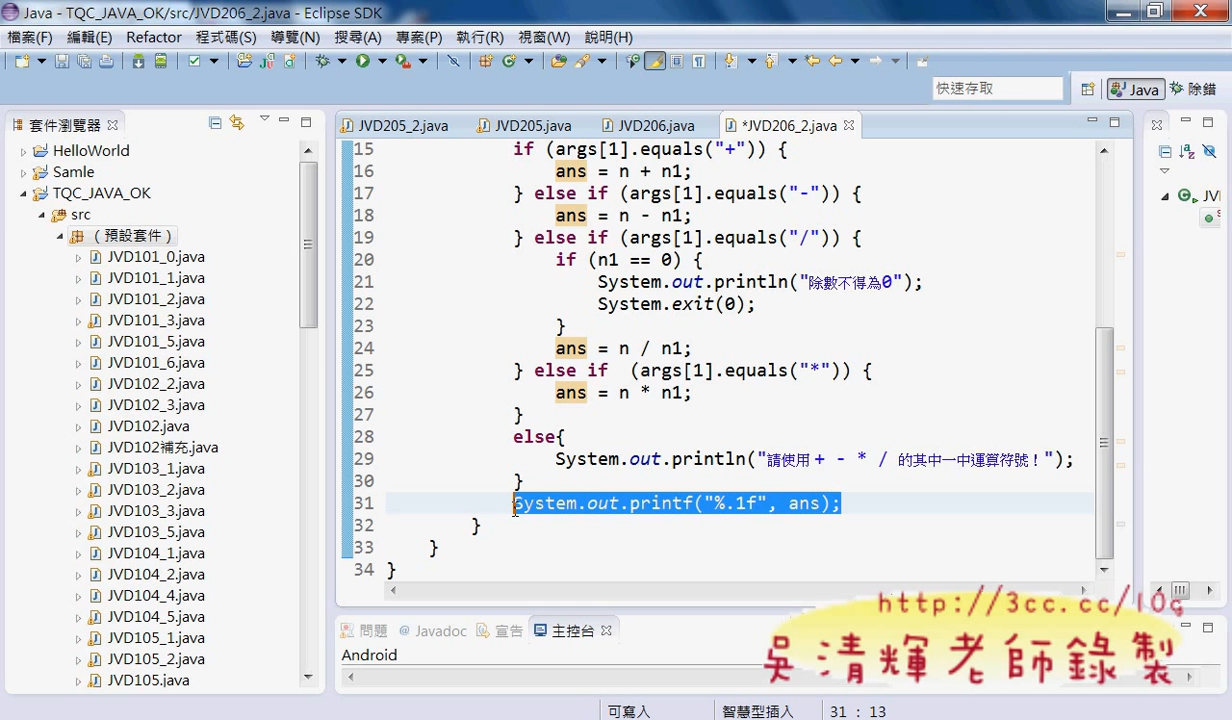 Java - TQC_JAVA_OK/src/JVD206_2.java - Eclipse SDK
檔案(F) 編輯(E) Refactor 程式碼(S) 導覽(N) 搜尋(A) 專案(P) 執行(R) 視窗(W) 說明(H)
快速存取
Java
除錯
套件瀏覽器
HelloWorld
Samle
TQC_JAVA_OK
src
(預設套件)
JVD101_0.java
JVD101_1.java
JVD101_2.java
JVD101_3.java
JVD101_5.java
JVD101_6.java
JVD102_2.java
JVD102_3.java
JVD102.java
JVD102補充.java
JVD103_1.java
JVD103_2.java
JVD103_3.java
JVD103_5.java
JVD104_1.java
JVD104_2.java
JVD104_4.java
JVD104_5.java
JVD105_1.java
JVD105_2.java
JVD105.java
JVD205_2.java JVD205.java JVD206.java *JVD206_2.java
15 if (args[1].equals("+")) {
16 ans = n + n1;
17 } else if (args[1].equals("-")) {
18 ans = n - n1;
19 } else if (args[1].equals("/")) {
20 if (n1 == 0) {
21 System.out.println("除數不得為0");
22 System.exit(0);
23 }
24 ans = n / n1;
25 } else if (args[1].equals("*")) {
26 ans = n * n1;
27 }
28 else{
29 System.out.println("請使用 + - * / 的其中一中運算符號！");
30 }
31 System.out.printf("%.1f", ans);
32 }
33 }
34 }
JV
問題 @ Javadoc 宣告 主控台
Android
http://3cc.cc/10g
吳清輝老師錄製
可寫入 智慧型插入 31 : 13